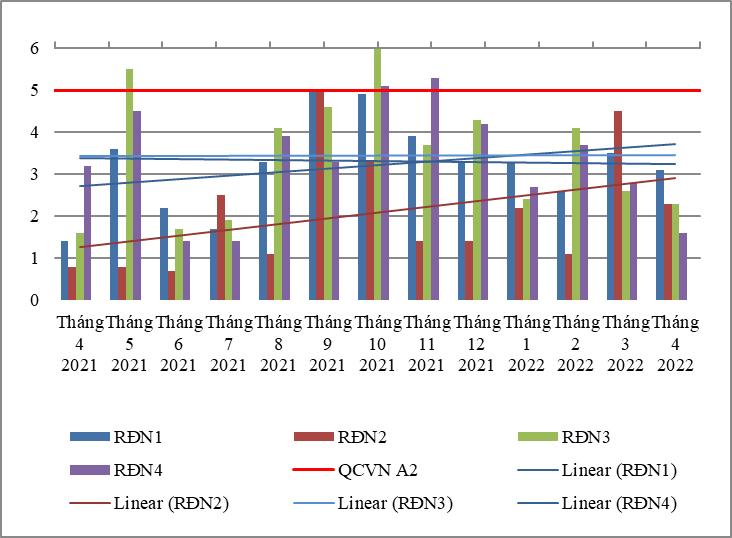 6
5
4
3
2
1
0
Tháng Tháng Tháng Tháng Tháng Tháng Tháng Tháng Tháng Tháng Tháng Tháng Tháng
4 5 6 7 8 9 10 11 12 1 2 3 4
2021 2021 2021 2021 2021 2021 2021 2021 2021 2022 2022 2022 2022
RĐN1 RĐN2 RĐN3
RĐN4 QCVN A2 Linear (RĐN1)
Linear (RĐN2) Linear (RĐN3) Linear (RĐN4)